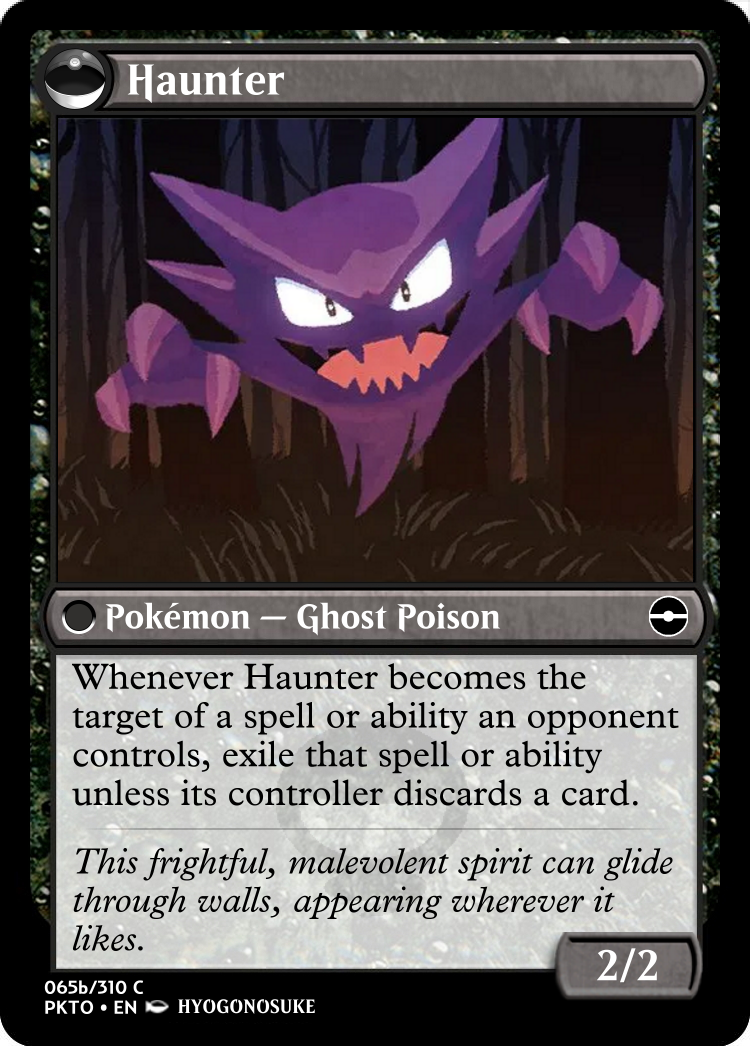 Haunter
Pokémon — Ghost Poison
Whenever Haunter becomes the
target of a spell or ability an opponent
controls, exile that spell or ability
unless its controller discards a card.
This frightful, malevolent spirit can glide
through walls, appearing wherever it
likes.
2/2
065b/310 C
PKTO • EN HYOGONOSUKE